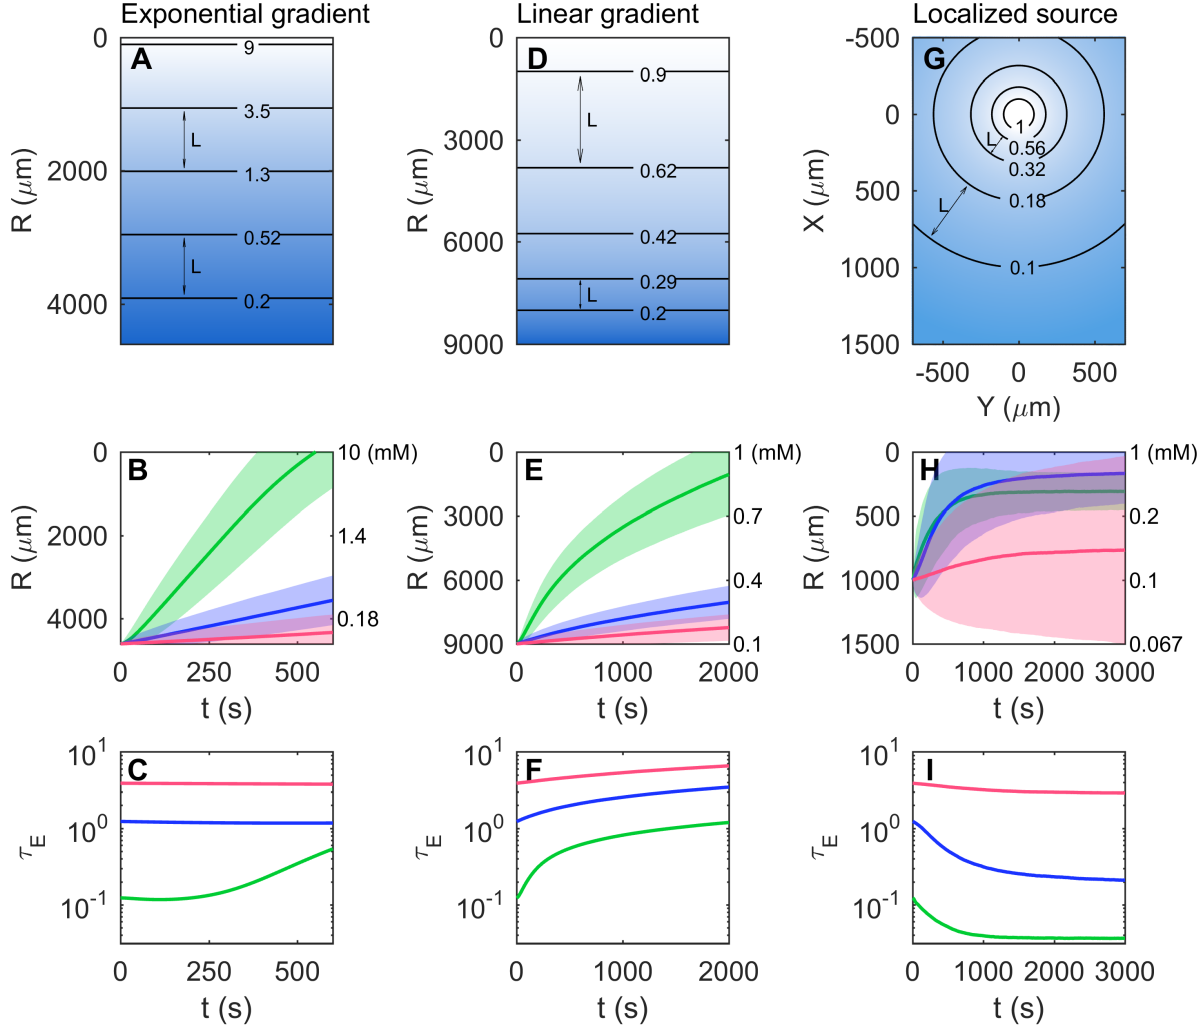 Exponential gradient
Linear gradient
Localized source
A
0
2000
4000
R (μm)
9
3.5
L
1.3
0.52
L
0.2
D
0
3000
6000
9000
R (μm)
0.9
L
0.62
0.42
0.29
L
0.2
G
-500
0
500
1000
1500
X (μm)
1
L
0.56
0.32
0.18
L
0.1
-500
0
500
Y (μm)
B
0
2000
4000
R (μm)
10 (mM)
1.4
0.18
0
250
500
t (s)
E
0
3000
6000
9000
R (μm)
1 (mM)
0.7
0.4
0.1
0
1000
2000
t (s)
H
0
500
1000
1500
R (μm)
1 (mM)
0.2
0.1
0.067
0
1000
2000
3000
t (s)
C
10^1
10^0
10^-1
τ_E
0
250
500
t (s)
F
10^1
10^0
10^-1
τ_E
0
1000
2000
t (s)
I
10^1
10^0
10^-1
τ_E
0
1000
2000
3000
t (s)